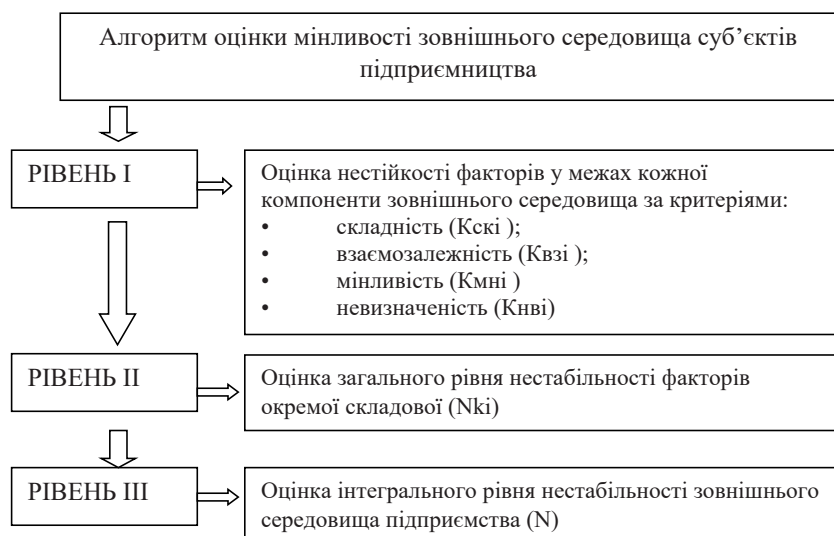 Алгоритм оцінки мінливості зовнішнього середовища суб’єктів
підприємництва
РІВЕНЬ І
Оцінка нестійкості факторів у межах кожної
компоненти зовнішнього середовища за критеріями:
• складність (Кскі );
• взаємозалежність (Квзі );
• мінливість (Кмні )
• невизначеність (Кнві)
РІВЕНЬ ІІ
Оцінка загального рівня нестабільності факторів
окремої складової (Nki)
РІВЕНЬ ІІІ
Оцінка інтегрального рівня нестабільності зовнішнього
середовища підприємства (N)